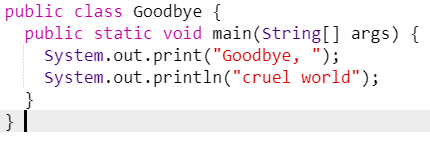 public class Goodbye {
  public static void main(String[] args) {
    System.out.print("Goodbye, ");
    System.out.println("cruel world");
  }
}